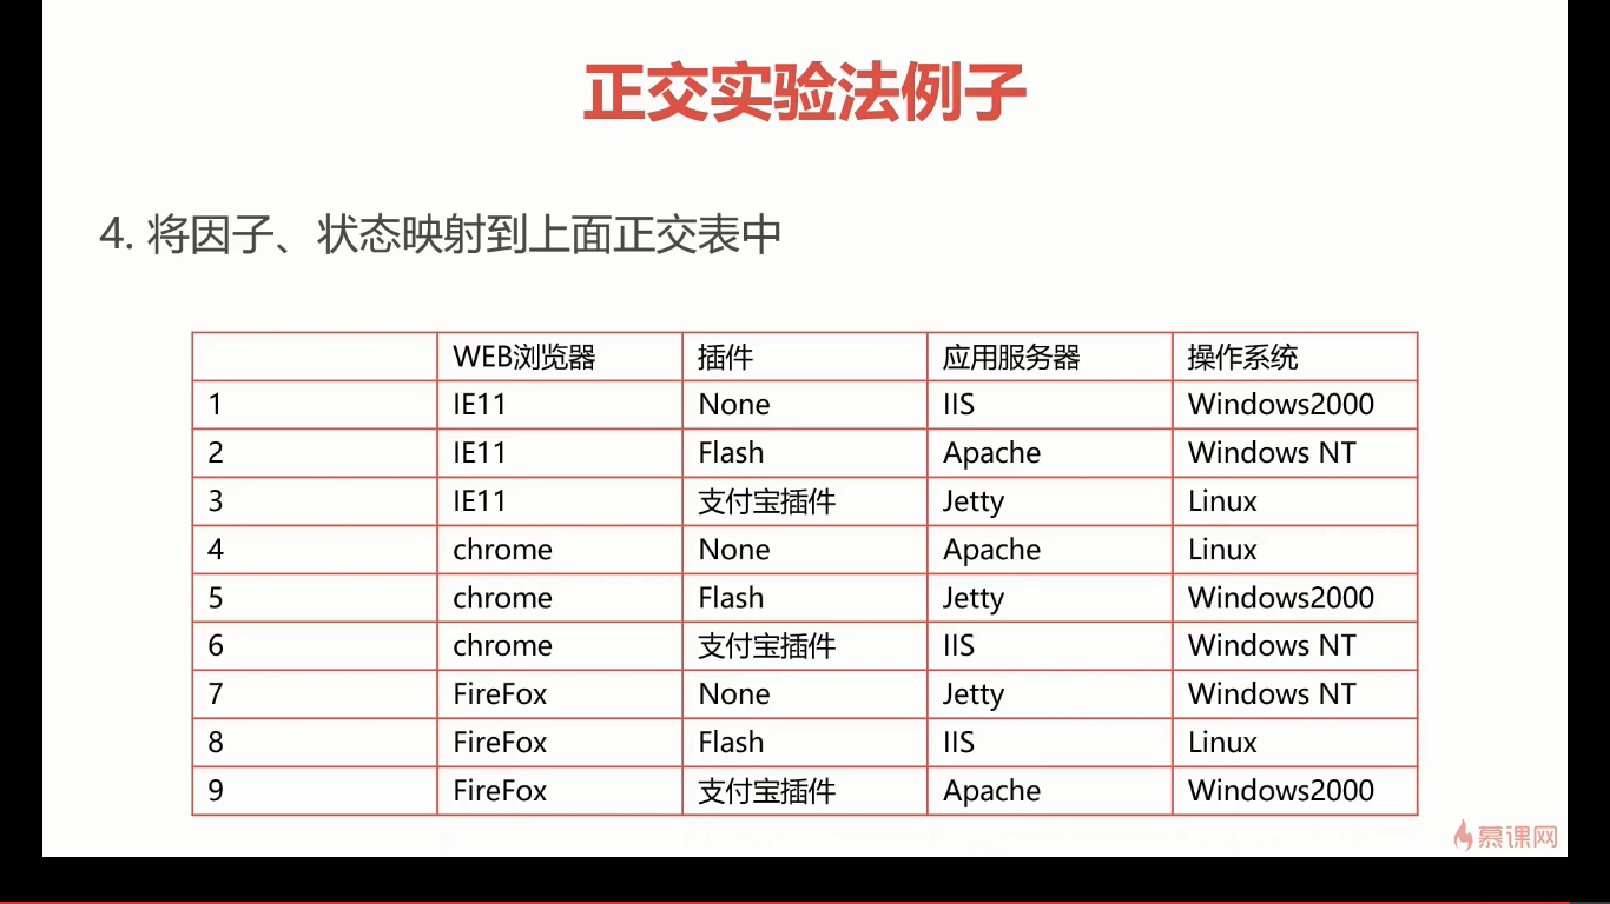 正交实验法例子
4. 将因子、状态映射到上面正交表中
WEB浏览器 插件 应用服务器 操作系统
1 IE11 None IIS Windows2000
2 IE11 Flash Apache Windows NT
3 IE11 支付宝插件 Jetty Linux
4 chrome None Apache Linux
5 chrome Flash Jetty Windows2000
6 chrome 支付宝插件 IIS Windows NT
7 FireFox None Jetty Windows NT
8 FireFox Flash IIS Linux
9 FireFox 支付宝插件 Apache Windows2000
慕课网